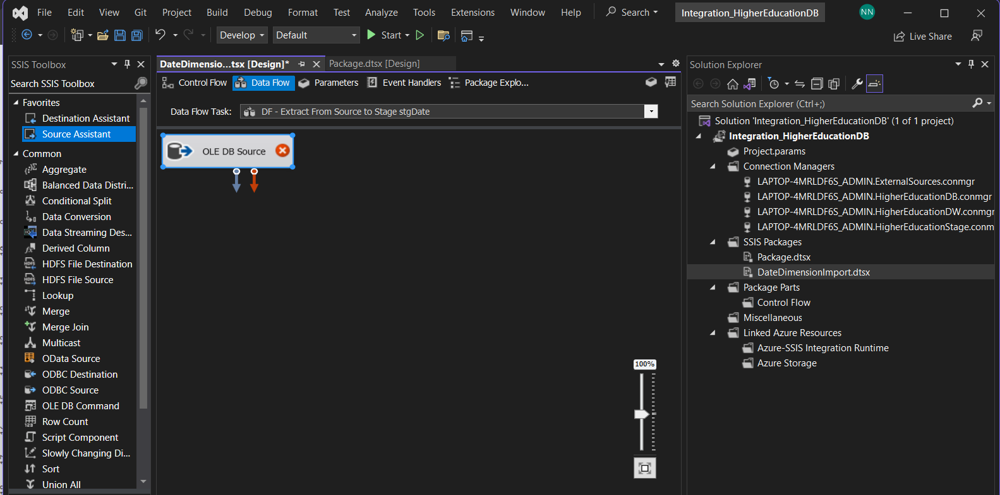 File Edit View Git Project Build Debug Format Test Analyze Tools Extensions Window Help Search Integration_HigherEducationDB NN
Develop Default Start Live Share
SSIS Toolbox
Search SSIS Toolbox
Favorites
Destination Assistant
Source Assistant
Common
Aggregate
Balanced Data Distri...
Conditional Split
Data Conversion
Data Streaming Des...
Derived Column
HDFS File Destination
HDFS File Source
Lookup
Merge
Merge Join
Multicast
OData Source
ODBC Destination
ODBC Source
OLE DB Command
Row Count
Script Component
Slowly Changing Di...
Sort
Union All
DateDimensio...tsx [Design]* Package.dtsx [Design]
Control Flow Data Flow Parameters Event Handlers Package Explo...
Data Flow Task: DF - Extract From Source to Stage stgDate
OLE DB Source
100%
Solution Explorer
Search Solution Explorer (Ctrl+;)
Solution 'Integration_HigherEducationDB' (1 of 1 project)
Integration_HigherEducationDB
Project.params
Connection Managers
LAPTOP-4MRLDF6S_ADMIN.ExternalSources.conmgr
LAPTOP-4MRLDF6S_ADMIN.HigherEducationDB.conmgr
LAPTOP-4MRLDF6S_ADMIN.HigherEducationDW.conmgr
LAPTOP-4MRLDF6S_ADMIN.HigherEducationStage.conm
SSIS Packages
Package.dtsx
DateDimensionImport.dtsx
Package Parts
Control Flow
Miscellaneous
Linked Azure Resources
Azure-SSIS Integration Runtime
Azure Storage